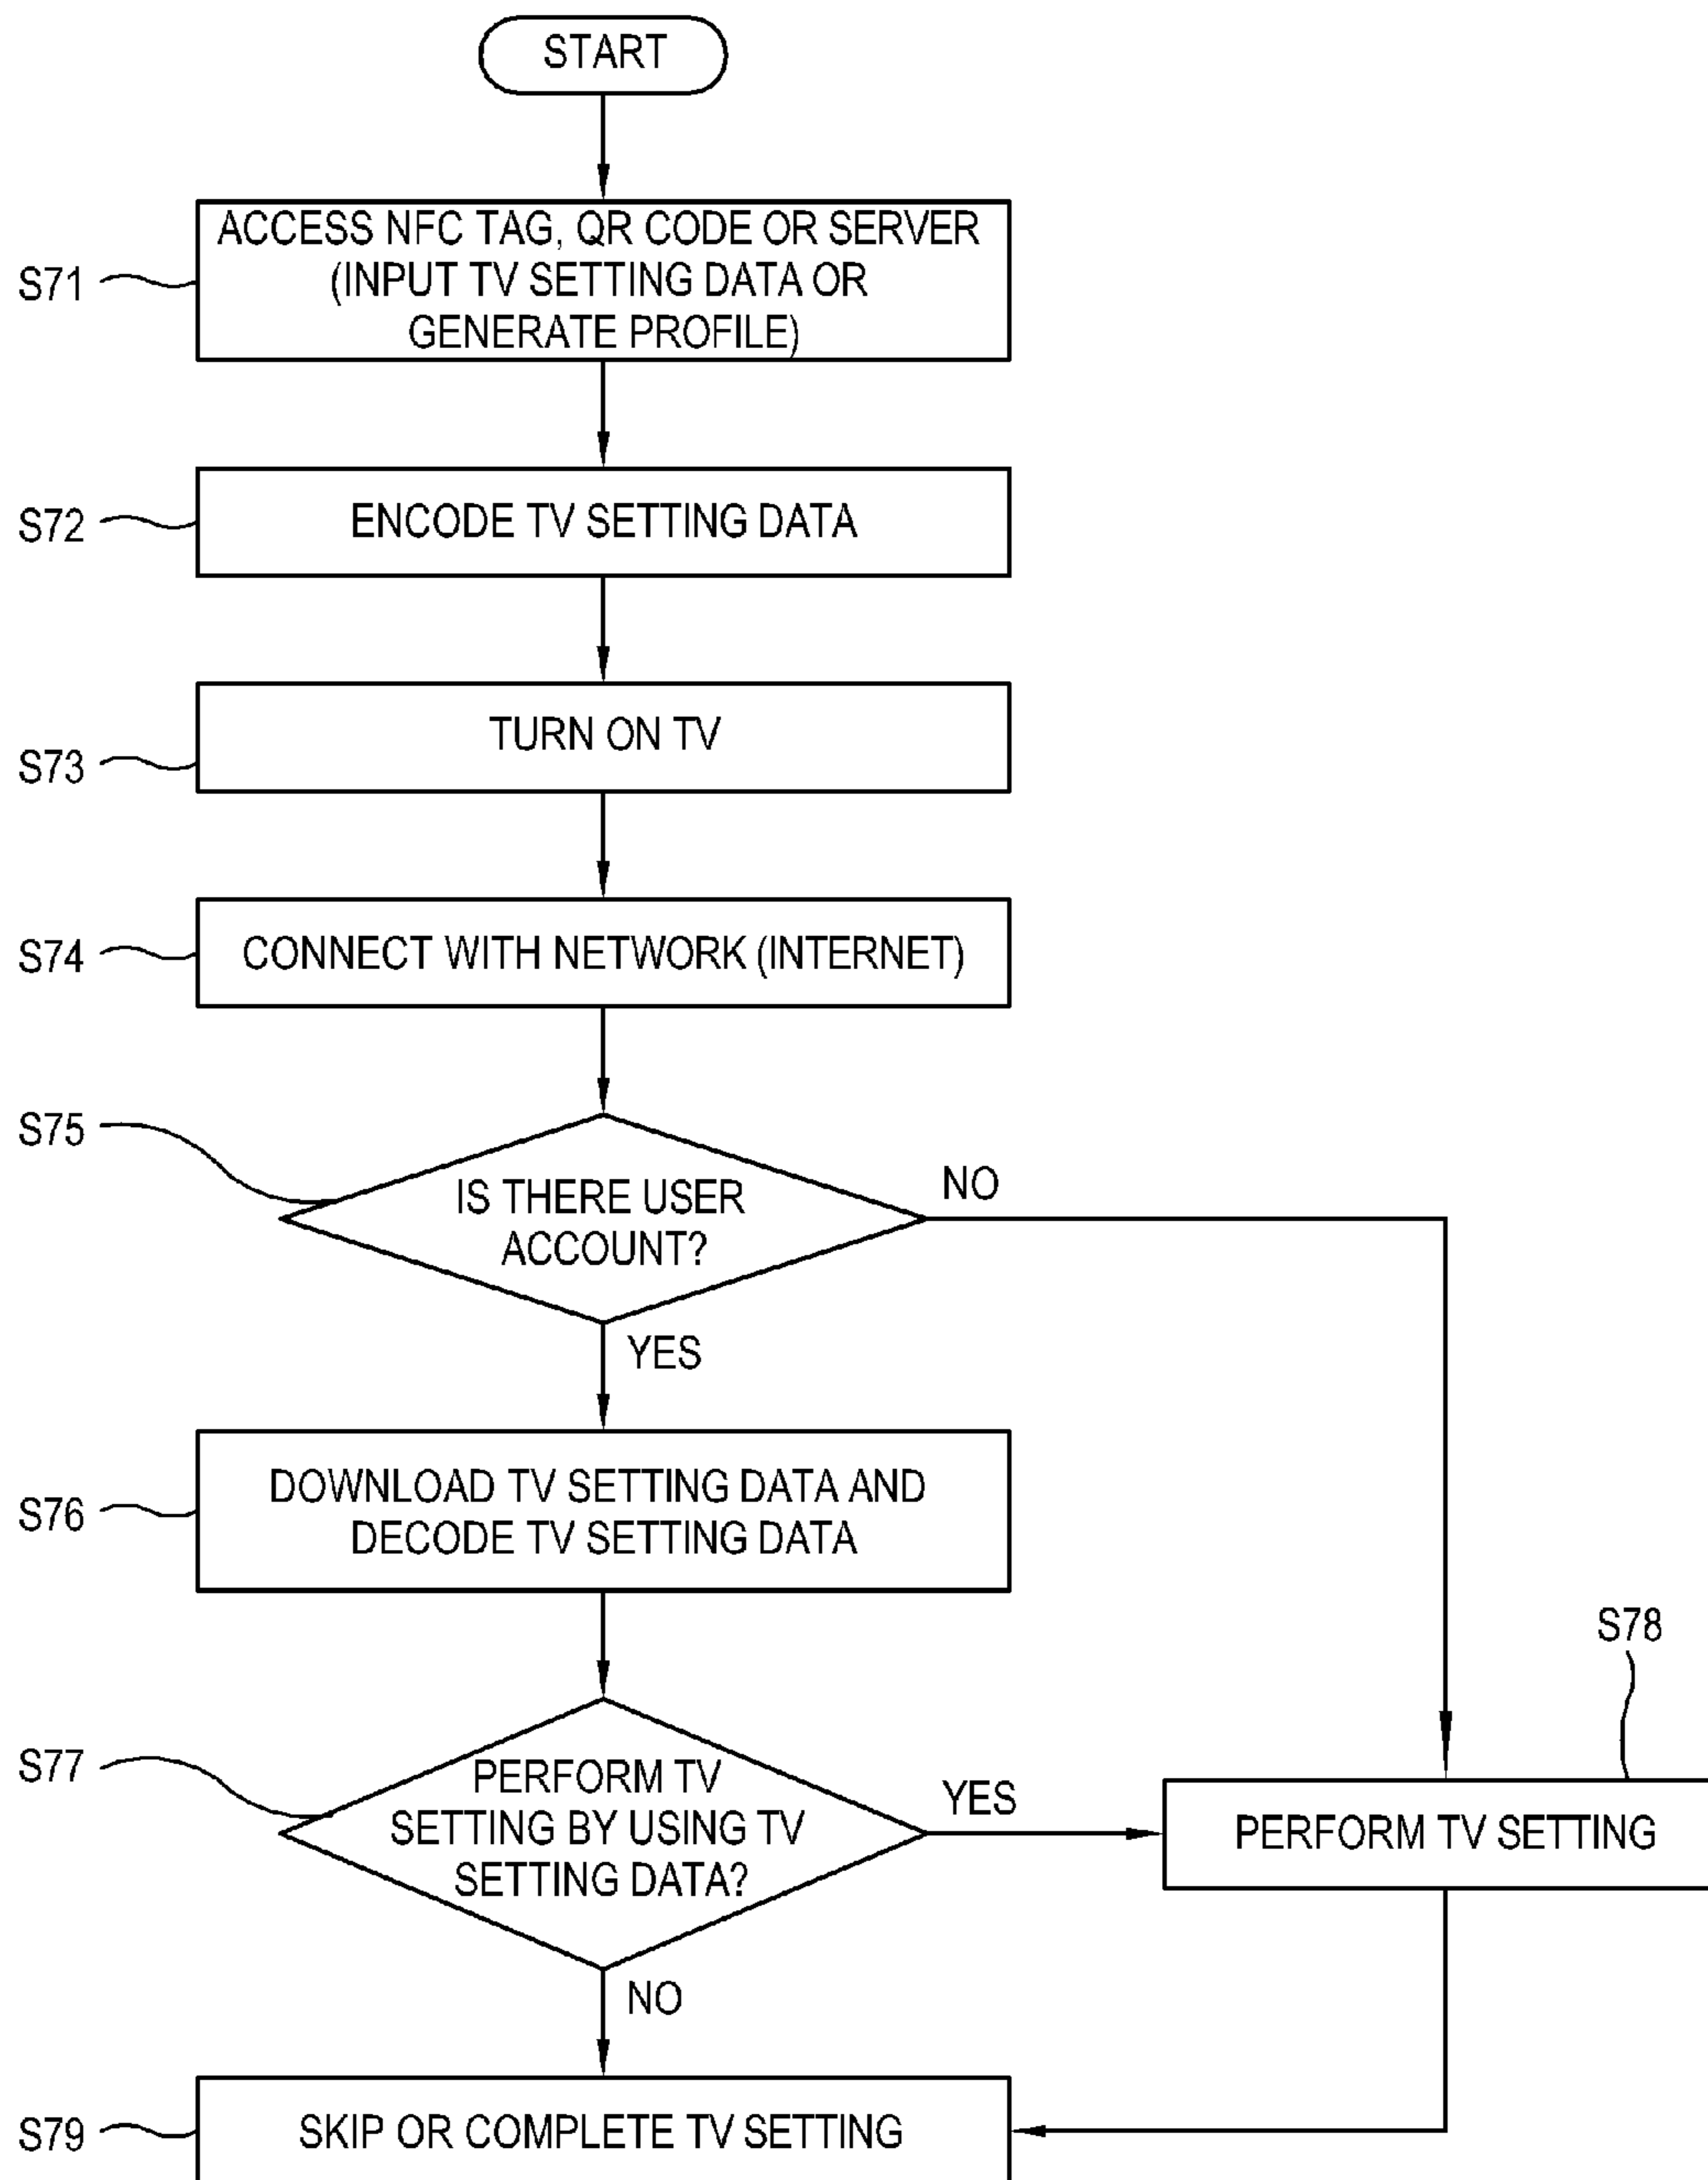 START
ACCESS NFC TAG, QR CODE OR SERVER
(INPUT TV SETTING DATA OR
GENERATE PROFILE)
S71
ENCODE TV SETTING DATA
S72
TURN ON TV
S73
CONNECT WITH NETWORK (INTERNET)
S74
S75
IS THERE USER
ACCOUNT?
NO
YES
DOWNLOAD TV SETTING DATA AND
DECODE TV SETTING DATA
S76
S77
PERFORM TV
SETTING BY USING TV
SETTING DATA?
YES
S78
PERFORM TV SETTING
NO
SKIP OR COMPLETE TV SETTING
S79